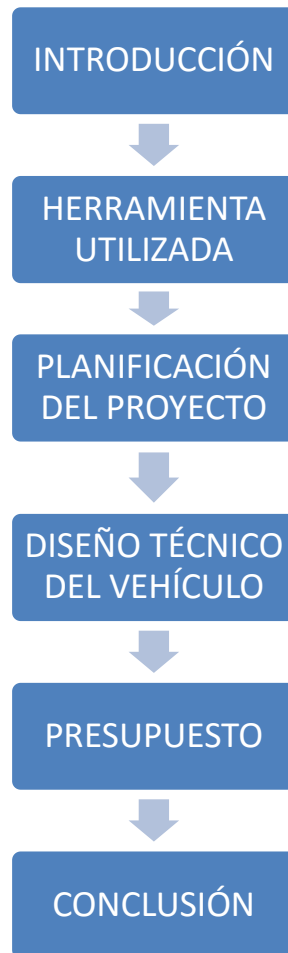 INTRODUCCIÓN
HERRAMIENTA
UTILIZADA
PLANIFICACIÓN
DEL PROYECTO
DISEÑO TÉCNICO
DEL VEHÍCULO
PRESUPUESTO
CONCLUSIÓN